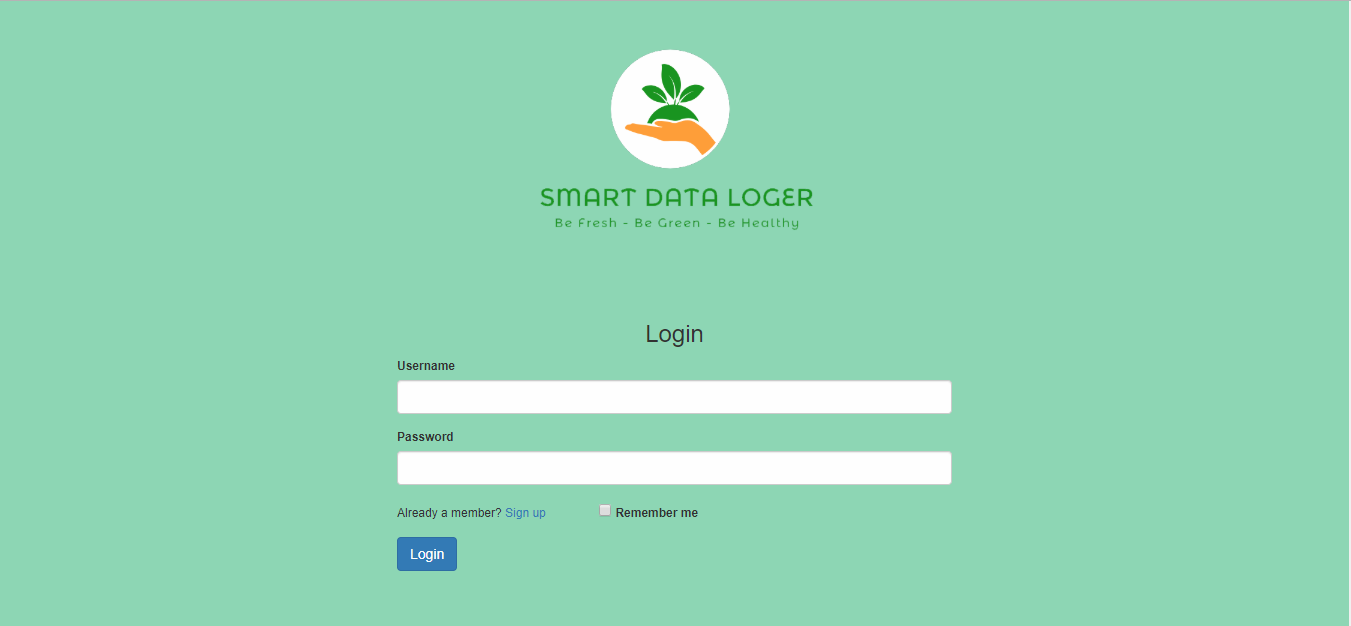 SMART DATA LOGER
Be Fresh - Be Green - Be Healthy
Login
Username
Password
Already a member? Sign up Remember me
Login